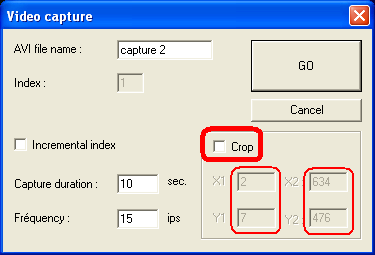 Video capture
AVI file name : capture 2
GO
Index : 1
Cancel
Incremental index
Crop
Capture duration : 10 sec.
X1 2 X2 : 634
Fréquency : 15 ips
Y1 7 Y2 : 476